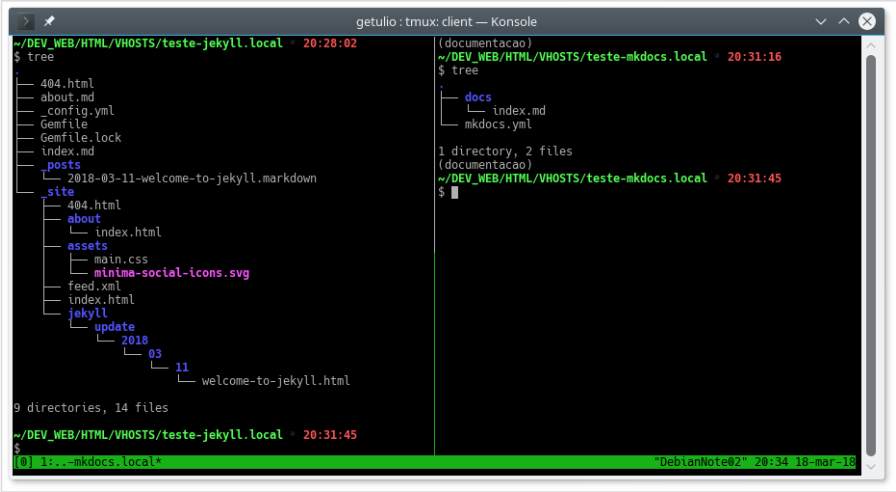 getulio : tmux: client — Konsole
~/DEV_WEB/HTML/VHOSTS/teste-jekyll.local 20:28:02
$ tree
.
├── 404.html
├── about.md
├── _config.yml
├── Gemfile
├── Gemfile.lock
├── index.md
├── _posts
│   └── 2018-03-11-welcome-to-jekyll.markdown
└── _site
    ├── 404.html
    ├── about
    │   └── index.html
    ├── assets
    │   ├── main.css
    │   └── minima-social-icons.svg
    ├── feed.xml
    ├── index.html
    └── jekyll
        └── update
            └── 2018
                └── 03
                    └── 11
                        └── welcome-to-jekyll.html
9 directories, 14 files
~/DEV_WEB/HTML/VHOSTS/teste-jekyll.local 20:31:45
$
(documentacao)
~/DEV_WEB/HTML/VHOSTS/teste-mkdocs.local 20:31:16
$ tree
.
├── docs
│   └── index.md
└── mkdocs.yml
1 directory, 2 files
(documentacao)
~/DEV_WEB/HTML/VHOSTS/teste-mkdocs.local 20:31:45
$
[0] 1:..-mkdocs.local* "DebianNote02" 20:34 18-mar-18